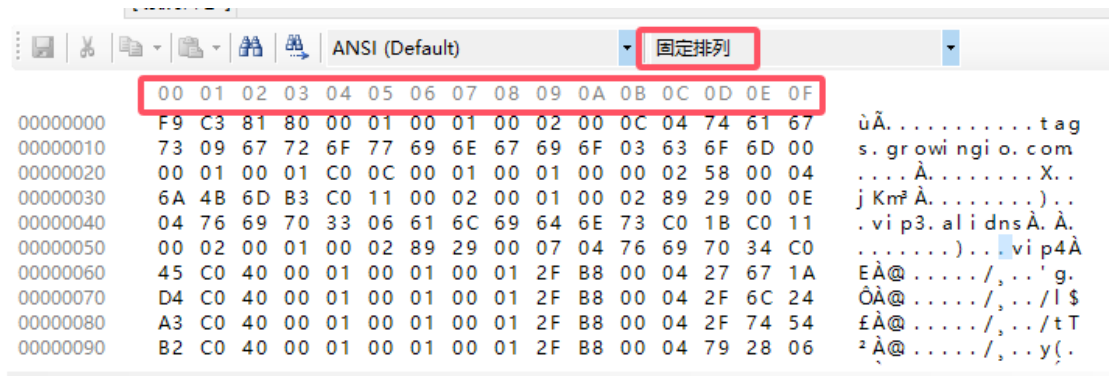 ANSI (Default) 固定排列
00 01 02 03 04 05 06 07 08 09 0A 0B 0C 0D 0E 0F
00000000 F9 C3 81 80 00 01 00 01 00 02 00 0C 04 74 61 67 ùÃ............tag
00000010 73 09 67 72 6F 77 69 6E 67 69 6F 03 63 6F 6D 00 s.growingio.com
00000020 00 01 00 01 C0 0C 00 01 00 01 00 00 02 58 00 04 ....À........X..
00000030 6A 4B 6D B3 C0 11 00 02 00 01 00 02 89 29 00 0E jKm³À........)..
00000040 04 76 69 70 33 06 61 6C 69 64 6E 73 C0 1B C0 11 .vip3.alidnsÀ.À.
00000050 00 02 00 01 00 02 89 29 00 07 04 76 69 70 34 C0 .......)...vip4À
00000060 45 C0 40 00 01 00 01 00 01 2F B8 00 04 27 67 1A EÀ@....../¸..'g.
00000070 D4 C0 40 00 01 00 01 00 01 2F B8 00 04 2F 6C 24 ÔÀ@....../¸../l$
00000080 A3 C0 40 00 01 00 01 00 01 2F B8 00 04 2F 74 54 £À@....../¸../tT
00000090 B2 C0 40 00 01 00 01 00 01 2F B8 00 04 79 28 06 ²À@....../¸..y(.